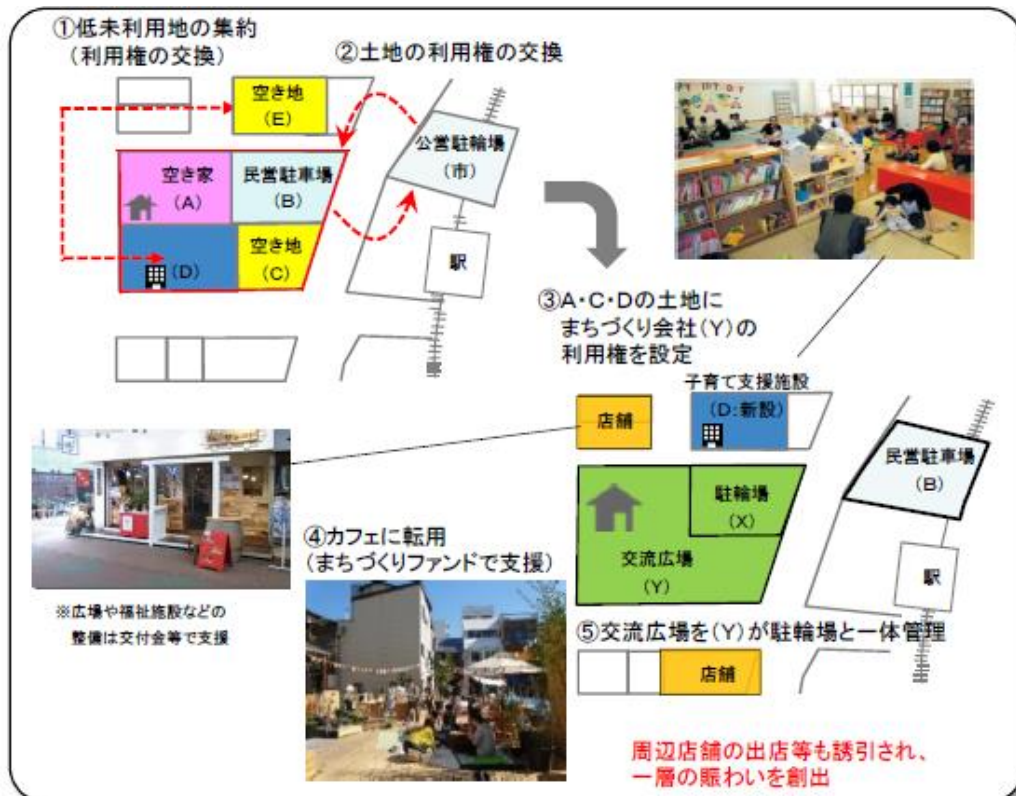 ①低未利用地の集約
(利用権の交換)
②土地の利用権の交換
空き地
(E)
公営駐輪場
(市)
空き家
(A)
民営駐車場
(B)
(D)
空き地
(C)
駅
③A・C・Dの土地に
まちづくり会社(Y)の
利用権を設定
子育て支援施設
(D:新設)
店舗
民営駐車場
(B)
駐輪場
(X)
交流広場
(Y)
駅
④カフェに転用
(まちづくりファンドで支援)
※広場や福祉施設などの
整備は交付金等で支援
⑤交流広場を(Y)が駐輪場と一体管理
店舗
周辺店舗の出店等も誘引され、
一層の賑わいを創出